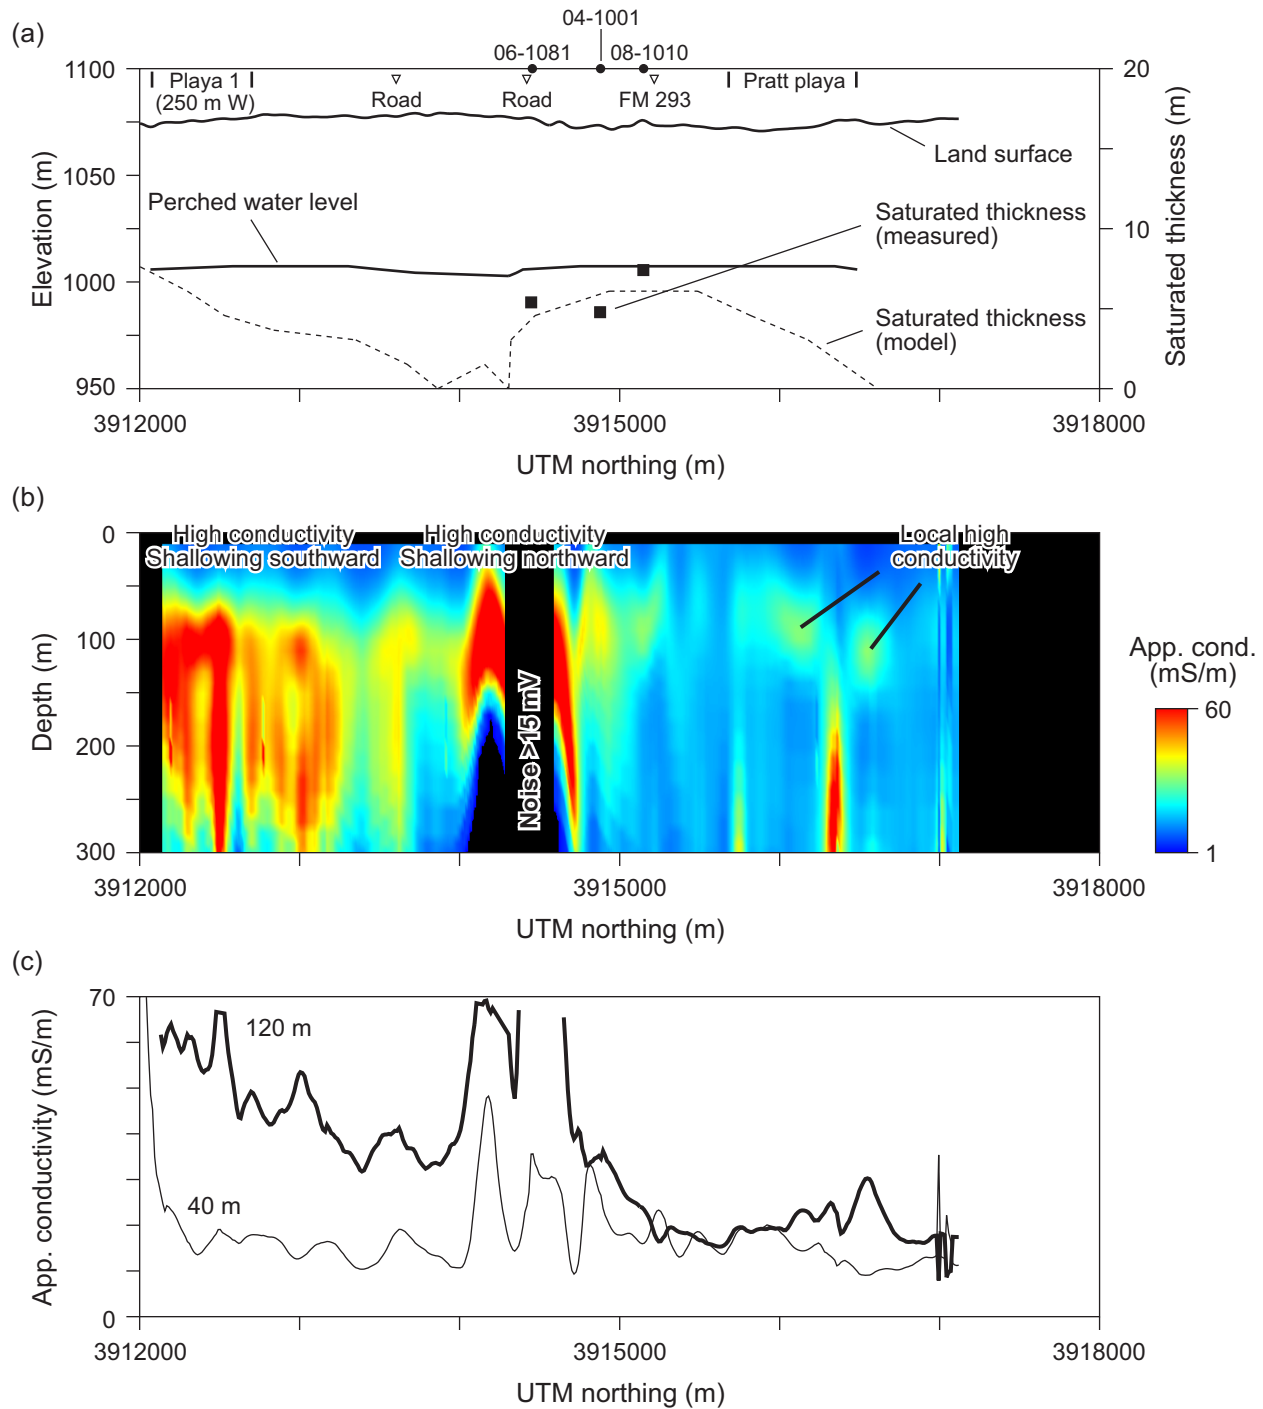 (a)
04-1001
06-1081
08-1010
1100
20
Playa 1
(250 m W)
Road
Road
FM 293
Pratt playa
Land surface
1050
Perched water level
Saturated thickness
(measured)
10
1000
Saturated thickness
(model)
950
0
Elevation (m)
Saturated thickness (m)
3912000
3915000
3918000
UTM northing (m)
(b)
0
High conductivity
Shallowing southward
High conductivity
Shallowing northward
Local high
conductivity
100
200
300
Depth (m)
Noise >15 mV
App. cond.
(mS/m)
60
1
3912000
3915000
3918000
UTM northing (m)
(c)
70
120 m
40 m
0
App. conductivity (mS/m)
3912000
3915000
3918000
UTM northing (m)